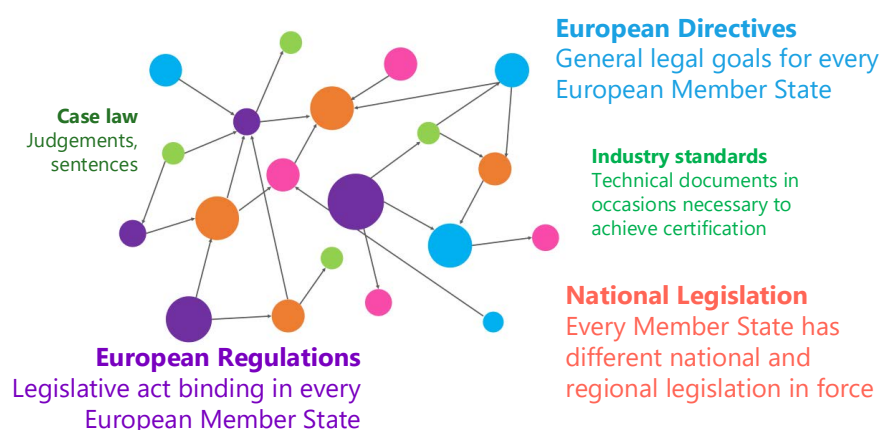 European Directives
General legal goals for every
European Member State
Case law
Judgements,
sentences
Industry standards
Technical documents in
occasions necessary to
achieve certification
National Legislation
Every Member State has
different national and
regional legislation in force
European Regulations
Legislative act binding in every
European Member State